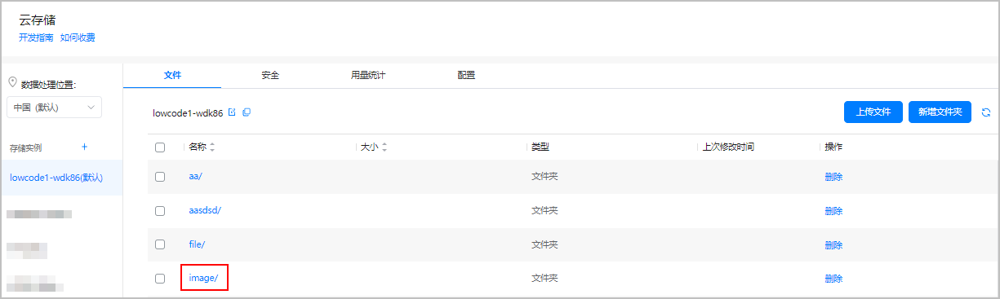 云存储
开发指南 如何收费
数据处理位置：
中国 (默认)
存储实例 +
lowcode1-wdk86(默认)
文件 安全 用量统计 配置
lowcode1-wdk86 上传文件 新增文件夹
名称 大小 类型 上次修改时间 操作
aa/ 文件夹 删除
aasdsd/ 文件夹 删除
file/ 文件夹 删除
image/ 文件夹 删除